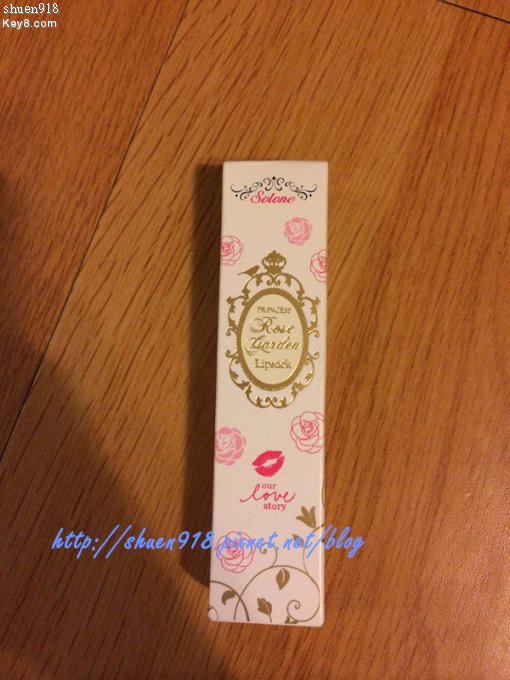 shuen918
Key8.com
Solone
PRINCESS
Rose
Garden
Lipstick
our
love
story
http://shuen918.pixnet.net/blog